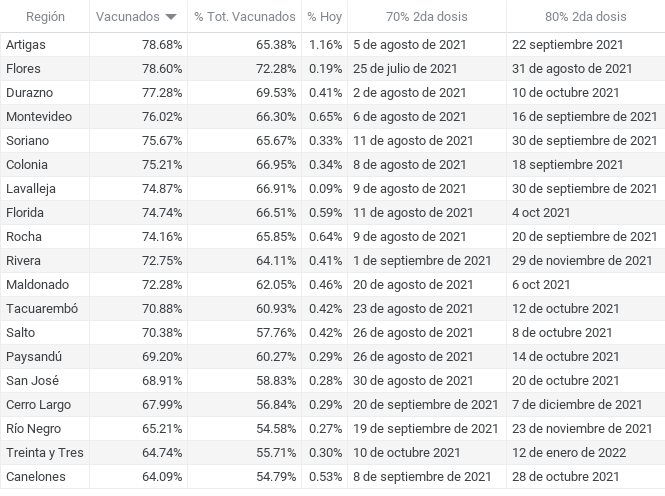 Región Vacunados % Tot. Vacunados % Hoy 70% 2da dosis 80% 2da dosis
Artigas 78.68% 65.38% 1.16% 5 de agosto de 2021 22 septiembre 2021
Flores 78.60% 72.28% 0.19% 25 de julio de 2021 31 de agosto de 2021
Durazno 77.28% 69.53% 0.41% 2 de agosto de 2021 10 de octubre 2021
Montevideo 76.02% 66.30% 0.65% 6 de agosto de 2021 16 de septiembre de 2021
Soriano 75.67% 65.67% 0.33% 11 de agosto de 2021 30 de septiembre de 2021
Colonia 75.21% 66.95% 0.34% 8 de agosto de 2021 18 septiembre 2021
Lavalleja 74.87% 66.91% 0.09% 9 de agosto de 2021 30 de septiembre de 2021
Florida 74.74% 66.51% 0.59% 11 de agosto de 2021 4 oct 2021
Rocha 74.16% 65.85% 0.64% 9 de agosto de 2021 20 de septiembre de 2021
Rivera 72.75% 64.11% 0.41% 1 de septiembre de 2021 29 de noviembre de 2021
Maldonado 72.28% 62.05% 0.46% 20 de agosto de 2021 6 oct 2021
Tacuarembó 70.88% 60.93% 0.42% 23 de agosto de 2021 12 de octubre 2021
Salto 70.38% 57.76% 0.42% 26 de agosto de 2021 8 de octubre 2021
Paysandú 69.20% 60.27% 0.29% 26 de agosto de 2021 14 de octubre 2021
San José 68.91% 58.83% 0.28% 30 de agosto de 2021 20 de octubre 2021
Cerro Largo 67.99% 56.84% 0.29% 20 de septiembre de 2021 7 de diciembre de 2021
Río Negro 65.21% 54.58% 0.27% 19 de septiembre de 2021 23 de noviembre de 2021
Treinta y Tres 64.74% 55.71% 0.30% 10 de octubre 2021 12 de enero de 2022
Canelones 64.09% 54.79% 0.53% 8 de septiembre de 2021 28 de octubre 2021